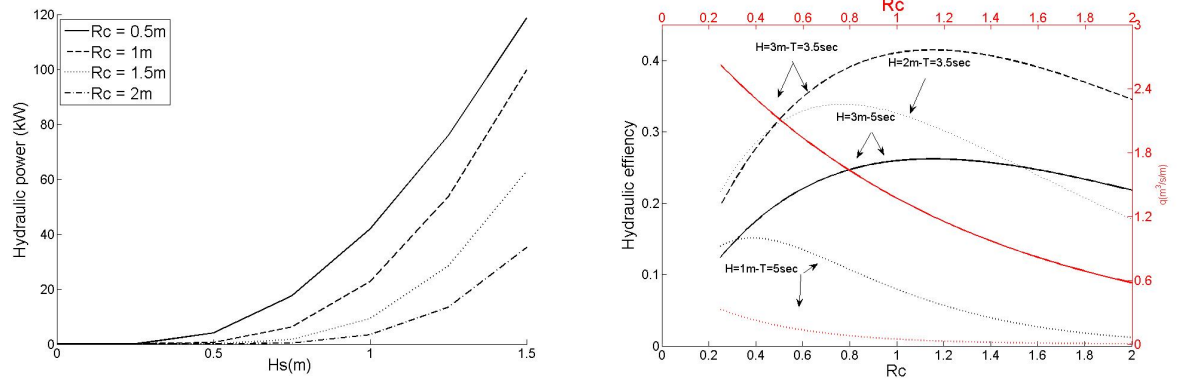 120
100
80
60
40
20
0
Hydraulic power (kW)
Rc = 0.5m
Rc = 1m
Rc = 1.5m
Rc = 2m
0 0.5 1 1.5
Hs(m)
Rc
0 0.2 0.4 0.6 0.8 1 1.2 1.4 1.6 1.8 2
0.4
0.3
0.2
0.1
0
Hydraulic effiency
H=3m-T=3.5sec
H=2m-T=3.5sec
H=3m-5sec
H=1m-T=5sec
3
2.4
1.8
1.2
0.6
0
q(m³/s/m)
0 0.2 0.4 0.6 0.8 1 1.2 1.4 1.6 1.8 2
Rc